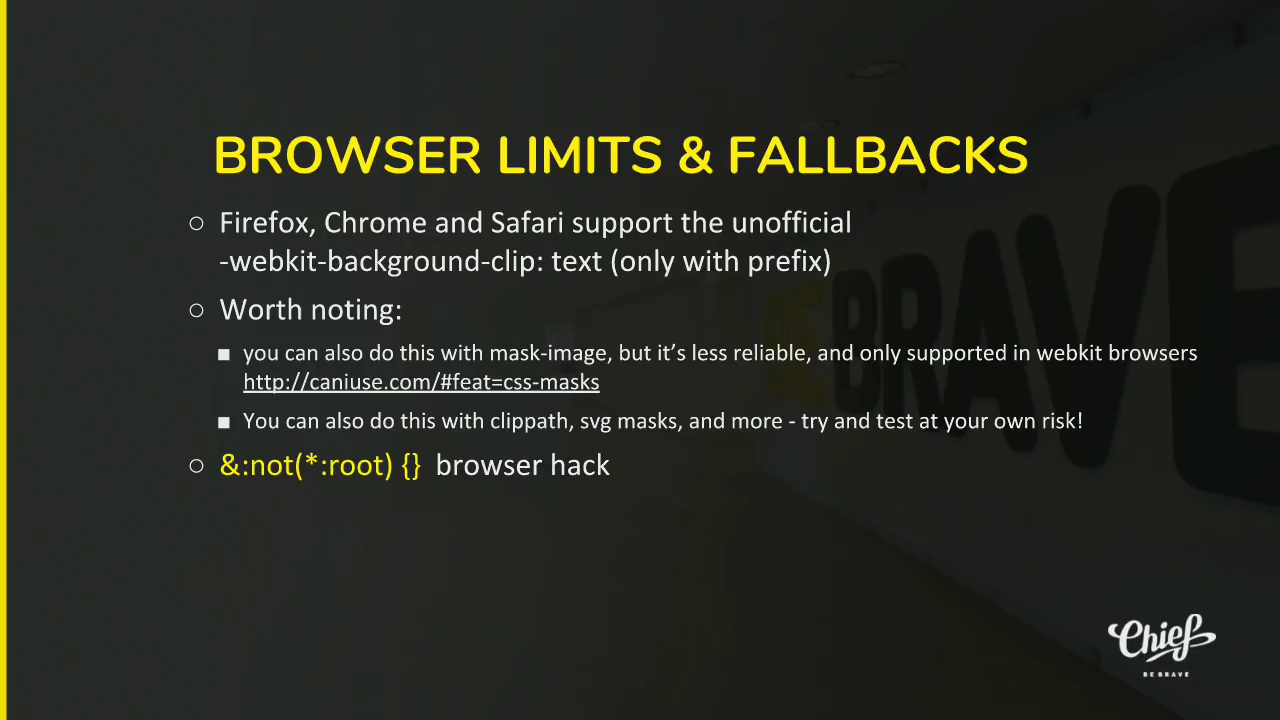 BROWSER LIMITS & FALLBACKS
○ Firefox, Chrome and Safari support the unofficial
-webkit-background-clip: text (only with prefix)
○ Worth noting:
■ you can also do this with mask-image, but it’s less reliable, and only supported in webkit browsers
http://caniuse.com/#feat=css-masks
■ You can also do this with clippath, svg masks, and more - try and test at your own risk!
○ &:not(*:root) {} browser hack
BE BRAVE
Chief
BE BRAVE